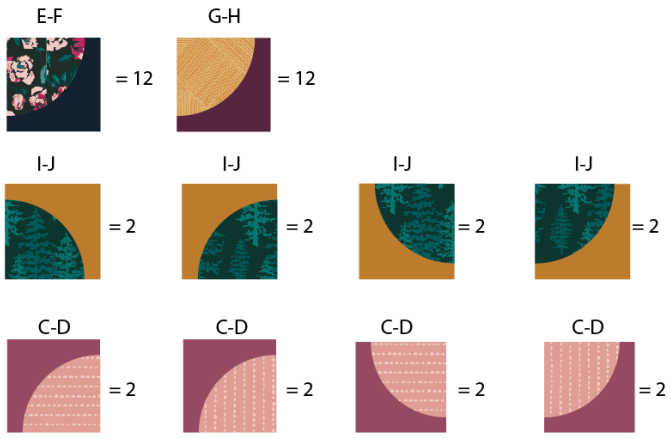 E-F G-H
= 12 = 12
I-J I-J I-J I-J
= 2 = 2 = 2 = 2
C-D C-D C-D C-D
= 2 = 2 = 2 = 2